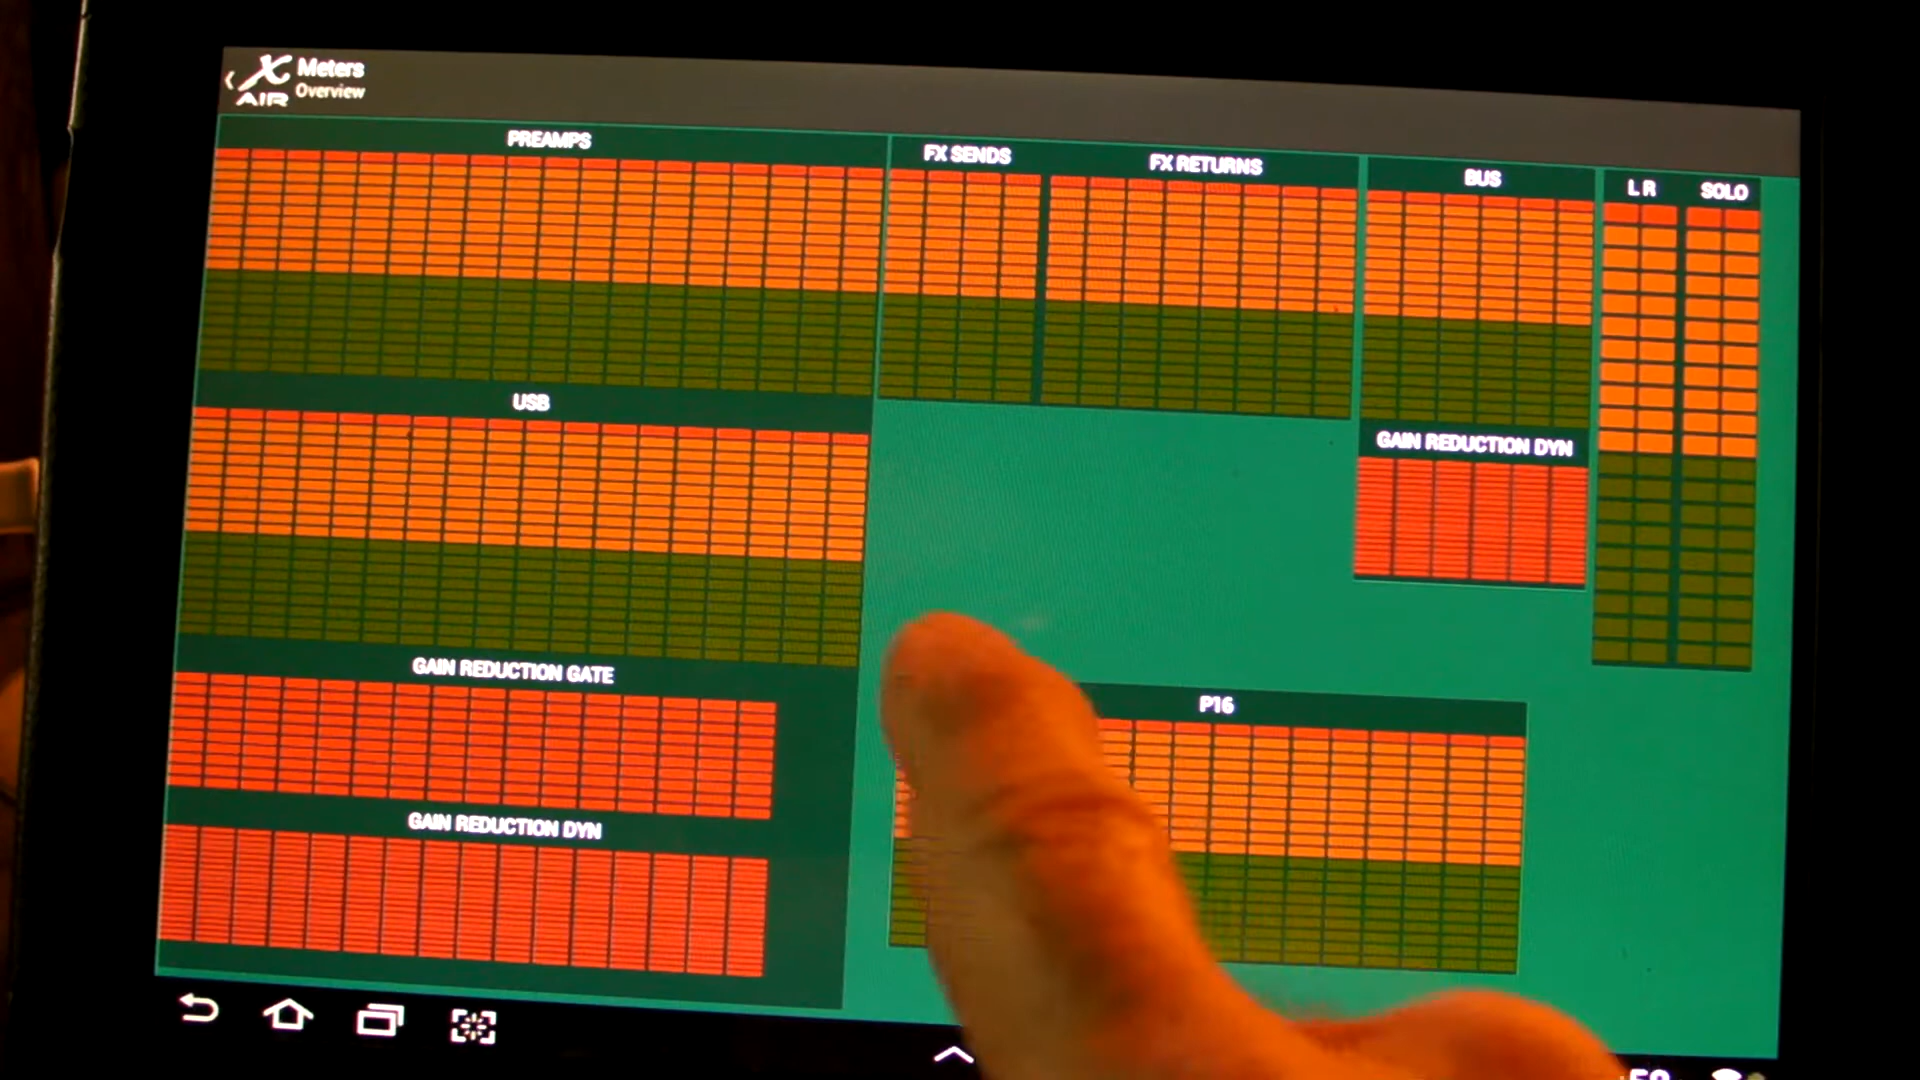 X AIR
Meters
Overview
PREAMPS
FX SENDS
FX RETURNS
BUS
L R
SOLO
USB
GAIN REDUCTION DYN
GAIN REDUCTION GATE
P16
GAIN REDUCTION DYN